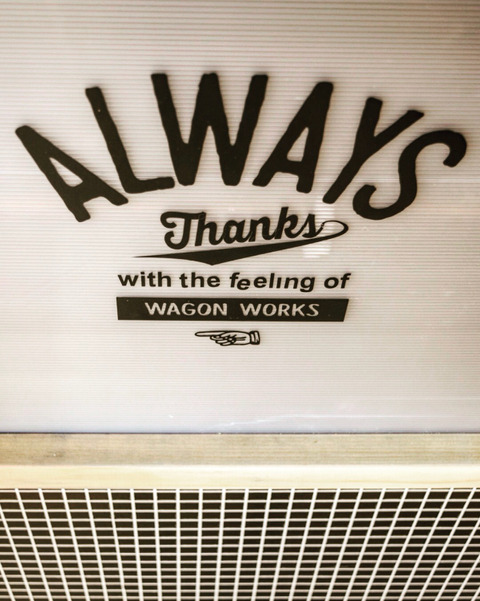 ALWAYS
Thanks
with the feeling of
WAGON WORKS